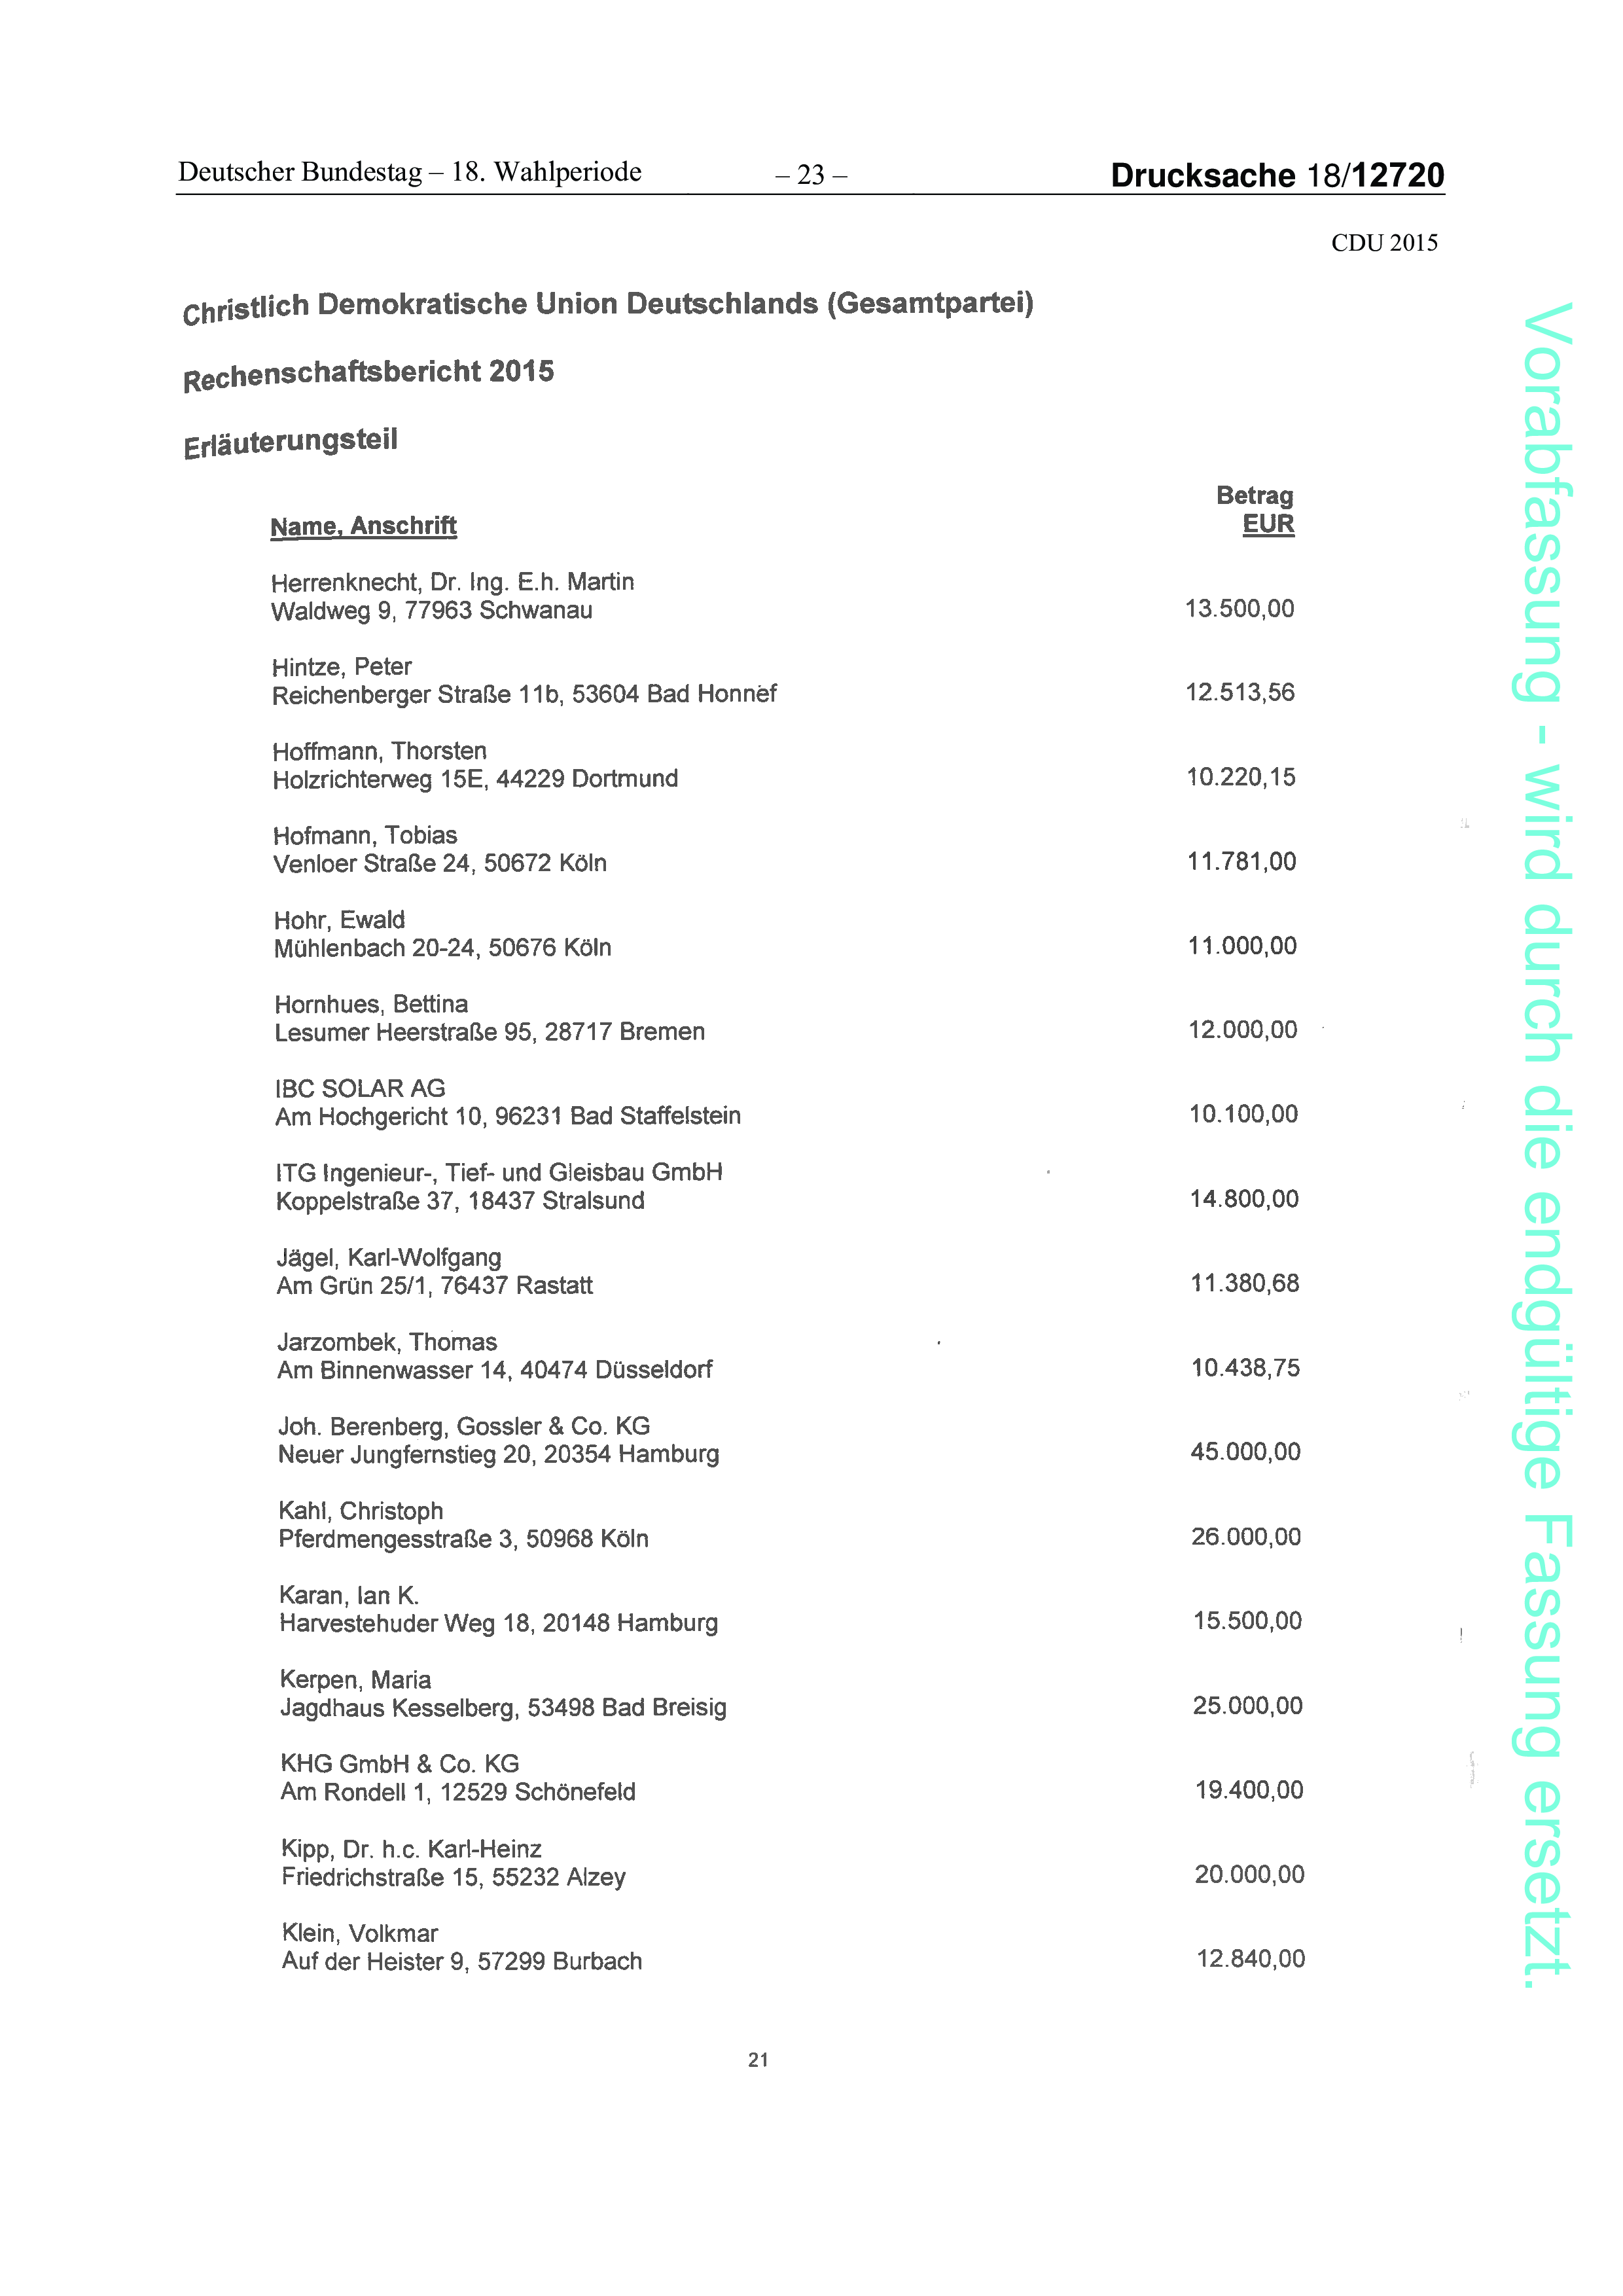 Deutscher Bundestag – 18. Wahlperiode – 23 – Drucksache 18/12720
CDU 2015
Christlich Demokratische Union Deutschlands (Gesamtpartei)
Rechenschaftsbericht 2015
Erläuterungsteil
Betrag
Name, Anschrift EUR
Herrenknecht, Dr. Ing. E.h. Martin
Waldweg 9, 77963 Schwanau 13.500,00
Hintze, Peter
Reichenberger Straße 11b, 53604 Bad Honnef 12.513,56
Hoffmann, Thorsten
Holzrichterweg 15E, 44229 Dortmund 10.220,15
Hofmann, Tobias
Venloer Straße 24, 50672 Köln 11.781,00
Hohr, Ewald
Mühlenbach 20-24, 50676 Köln 11.000,00
Hornhues, Bettina
Lesumer Heerstraße 95, 28717 Bremen 12.000,00
IBC SOLAR AG
Am Hochgericht 10, 96231 Bad Staffelstein 10.100,00
ITG Ingenieur-, Tief- und Gleisbau GmbH
Koppelstraße 37, 18437 Stralsund 14.800,00
Jägel, Karl-Wolfgang
Am Grün 25/1, 76437 Rastatt 11.380,68
Jarzombek, Thomas
Am Binnenwasser 14, 40474 Düsseldorf 10.438,75
Joh. Berenberg, Gossler & Co. KG
Neuer Jungfernstieg 20, 20354 Hamburg 45.000,00
Kahl, Christoph
Pferdmengesstraße 3, 50968 Köln 26.000,00
Karan, Ian K.
Harvestehuder Weg 18, 20148 Hamburg 15.500,00
Kerpen, Maria
Jagdhaus Kesselberg, 53498 Bad Breisig 25.000,00
KHG GmbH & Co. KG
Am Rondell 1, 12529 Schönefeld 19.400,00
Kipp, Dr. h.c. Karl-Heinz
Friedrichstraße 15, 55232 Alzey 20.000,00
Klein, Volkmar
Auf der Heister 9, 57299 Burbach 12.840,00
21
Vorabfassung - wird durch die endgültige Fassung ersetzt.